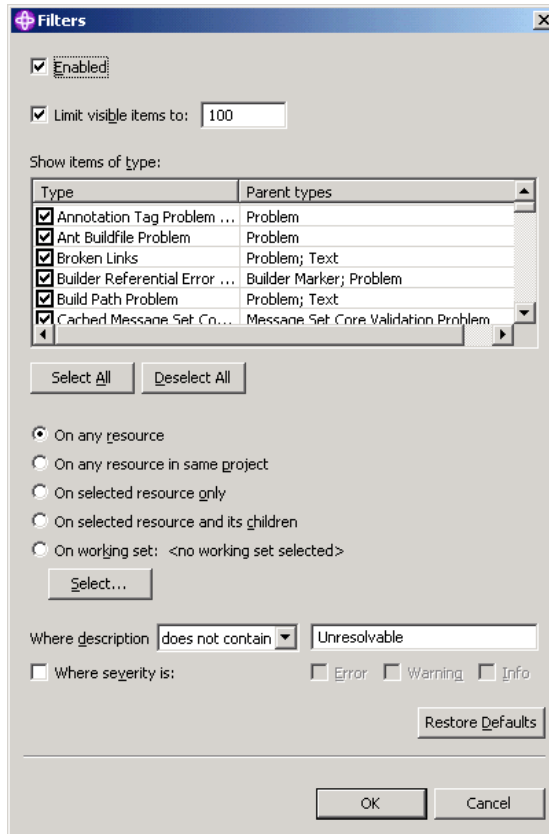 Filters
Enabled
Limit visible items to: 100
Show items of type:
Type Parent types
Annotation Tag Problem ... Problem
Ant Buildfile Problem Problem
Broken Links Problem; Text
Builder Referential Error ... Builder Marker; Problem
Build Path Problem Problem; Text
Cached Message Set Co... Message Set Core Validation Problem
Select All Deselect All
On any resource
On any resource in same project
On selected resource only
On selected resource and its children
On working set: <no working set selected>
Select...
Where description does not contain Unresolvable
Where severity is: Error Warning Info
Restore Defaults
OK Cancel